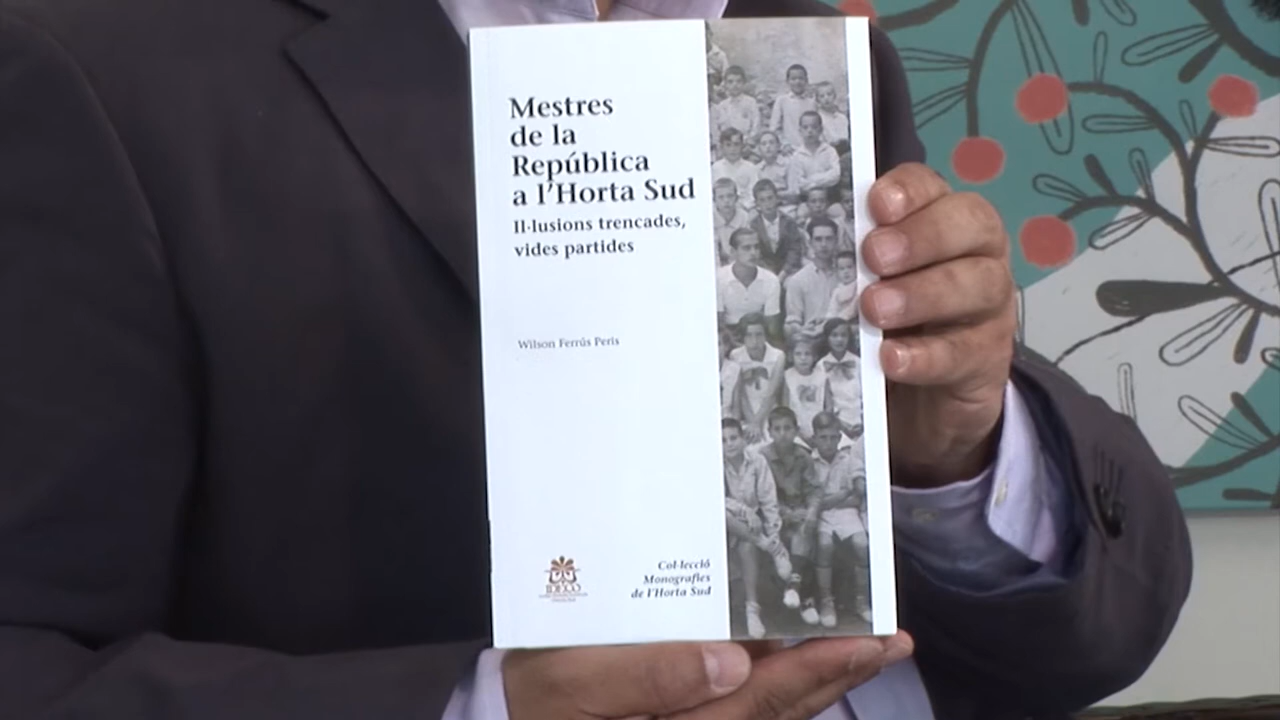 Mestres
de la
República
a l'Horta Sud
Il·lusions trencades,
vides partides
Wilson Ferrús Peris
IDECO
Col·lecció
Monografies
de l'Horta Sud